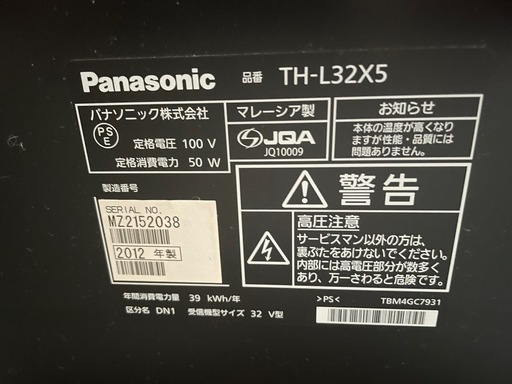 Panasonic 品番 TH-L32X5
パナソニック株式会社
PS
E
定格電圧 100 V
定格消費電力 50 W
マレーシア製
JQA
JQ10009
お知らせ
本体の温度が高くなり
ますが性能・品質には
問題ありません。
製造番号
SERIAL NO.
MZ2152038
2012 年製
警告
高圧注意
サービスマン以外の方は、
裏ぶたをあけないでください。
内部には高電圧部分が数多く
あり、万一さわると危険です。
年間消費電力量 39 kWh/年
区分名 DN1 受信機型サイズ 32 V型
>PS< TBM4GC7931